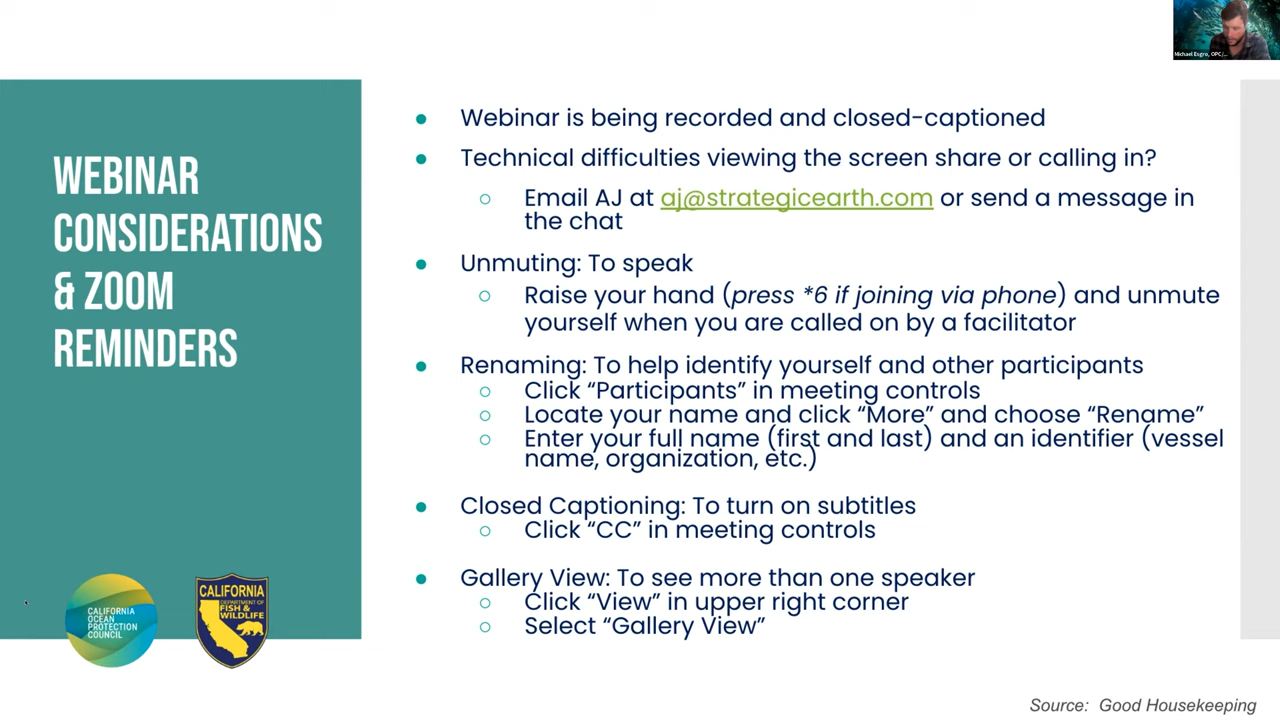 Michael Esgro, OPC/...
WEBINAR
CONSIDERATIONS
& ZOOM
REMINDERS
● Webinar is being recorded and closed-captioned
● Technical difficulties viewing the screen share or calling in?
○ Email AJ at aj@strategicearth.com or send a message in
the chat
● Unmuting: To speak
○ Raise your hand (press *6 if joining via phone) and unmute
yourself when you are called on by a facilitator
● Renaming: To help identify yourself and other participants
○ Click “Participants” in meeting controls
○ Locate your name and click “More” and choose “Rename”
○ Enter your full name (first and last) and an identifier (vessel
name, organization, etc.)
● Closed Captioning: To turn on subtitles
○ Click “CC” in meeting controls
● Gallery View: To see more than one speaker
○ Click “View” in upper right corner
○ Select “Gallery View”
CALIFORNIA
OCEAN
PROTECTION
COUNCIL
CALIFORNIA
DEPARTMENT OF
FISH &
WILDLIFE
Source: Good Housekeeping